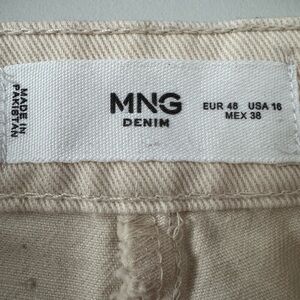 MADE IN
PAKISTAN
MNG
DENIM
EUR 48 USA 16
MEX 38